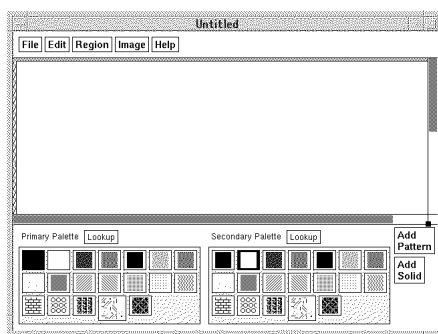 Untitled
File Edit Region Image Help
Primary Palette Lookup Secondary Palette Lookup
Add
Pattern
Add
Solid